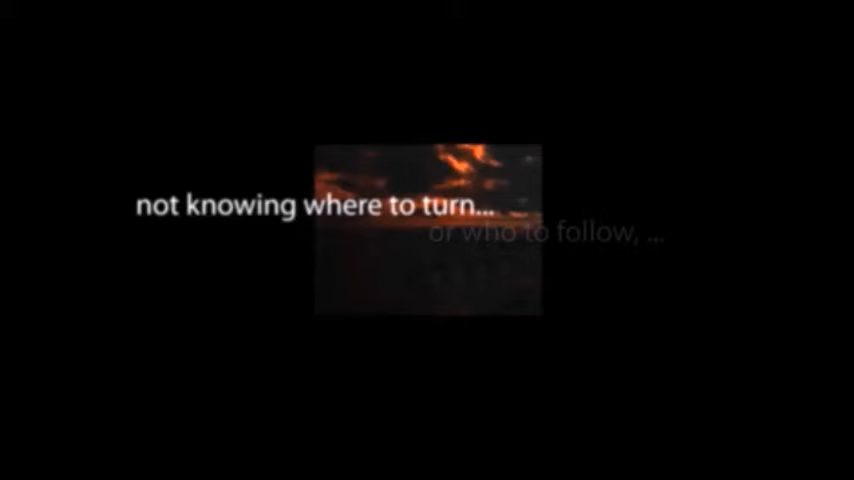 not knowing where to turn...
or who to follow, ...